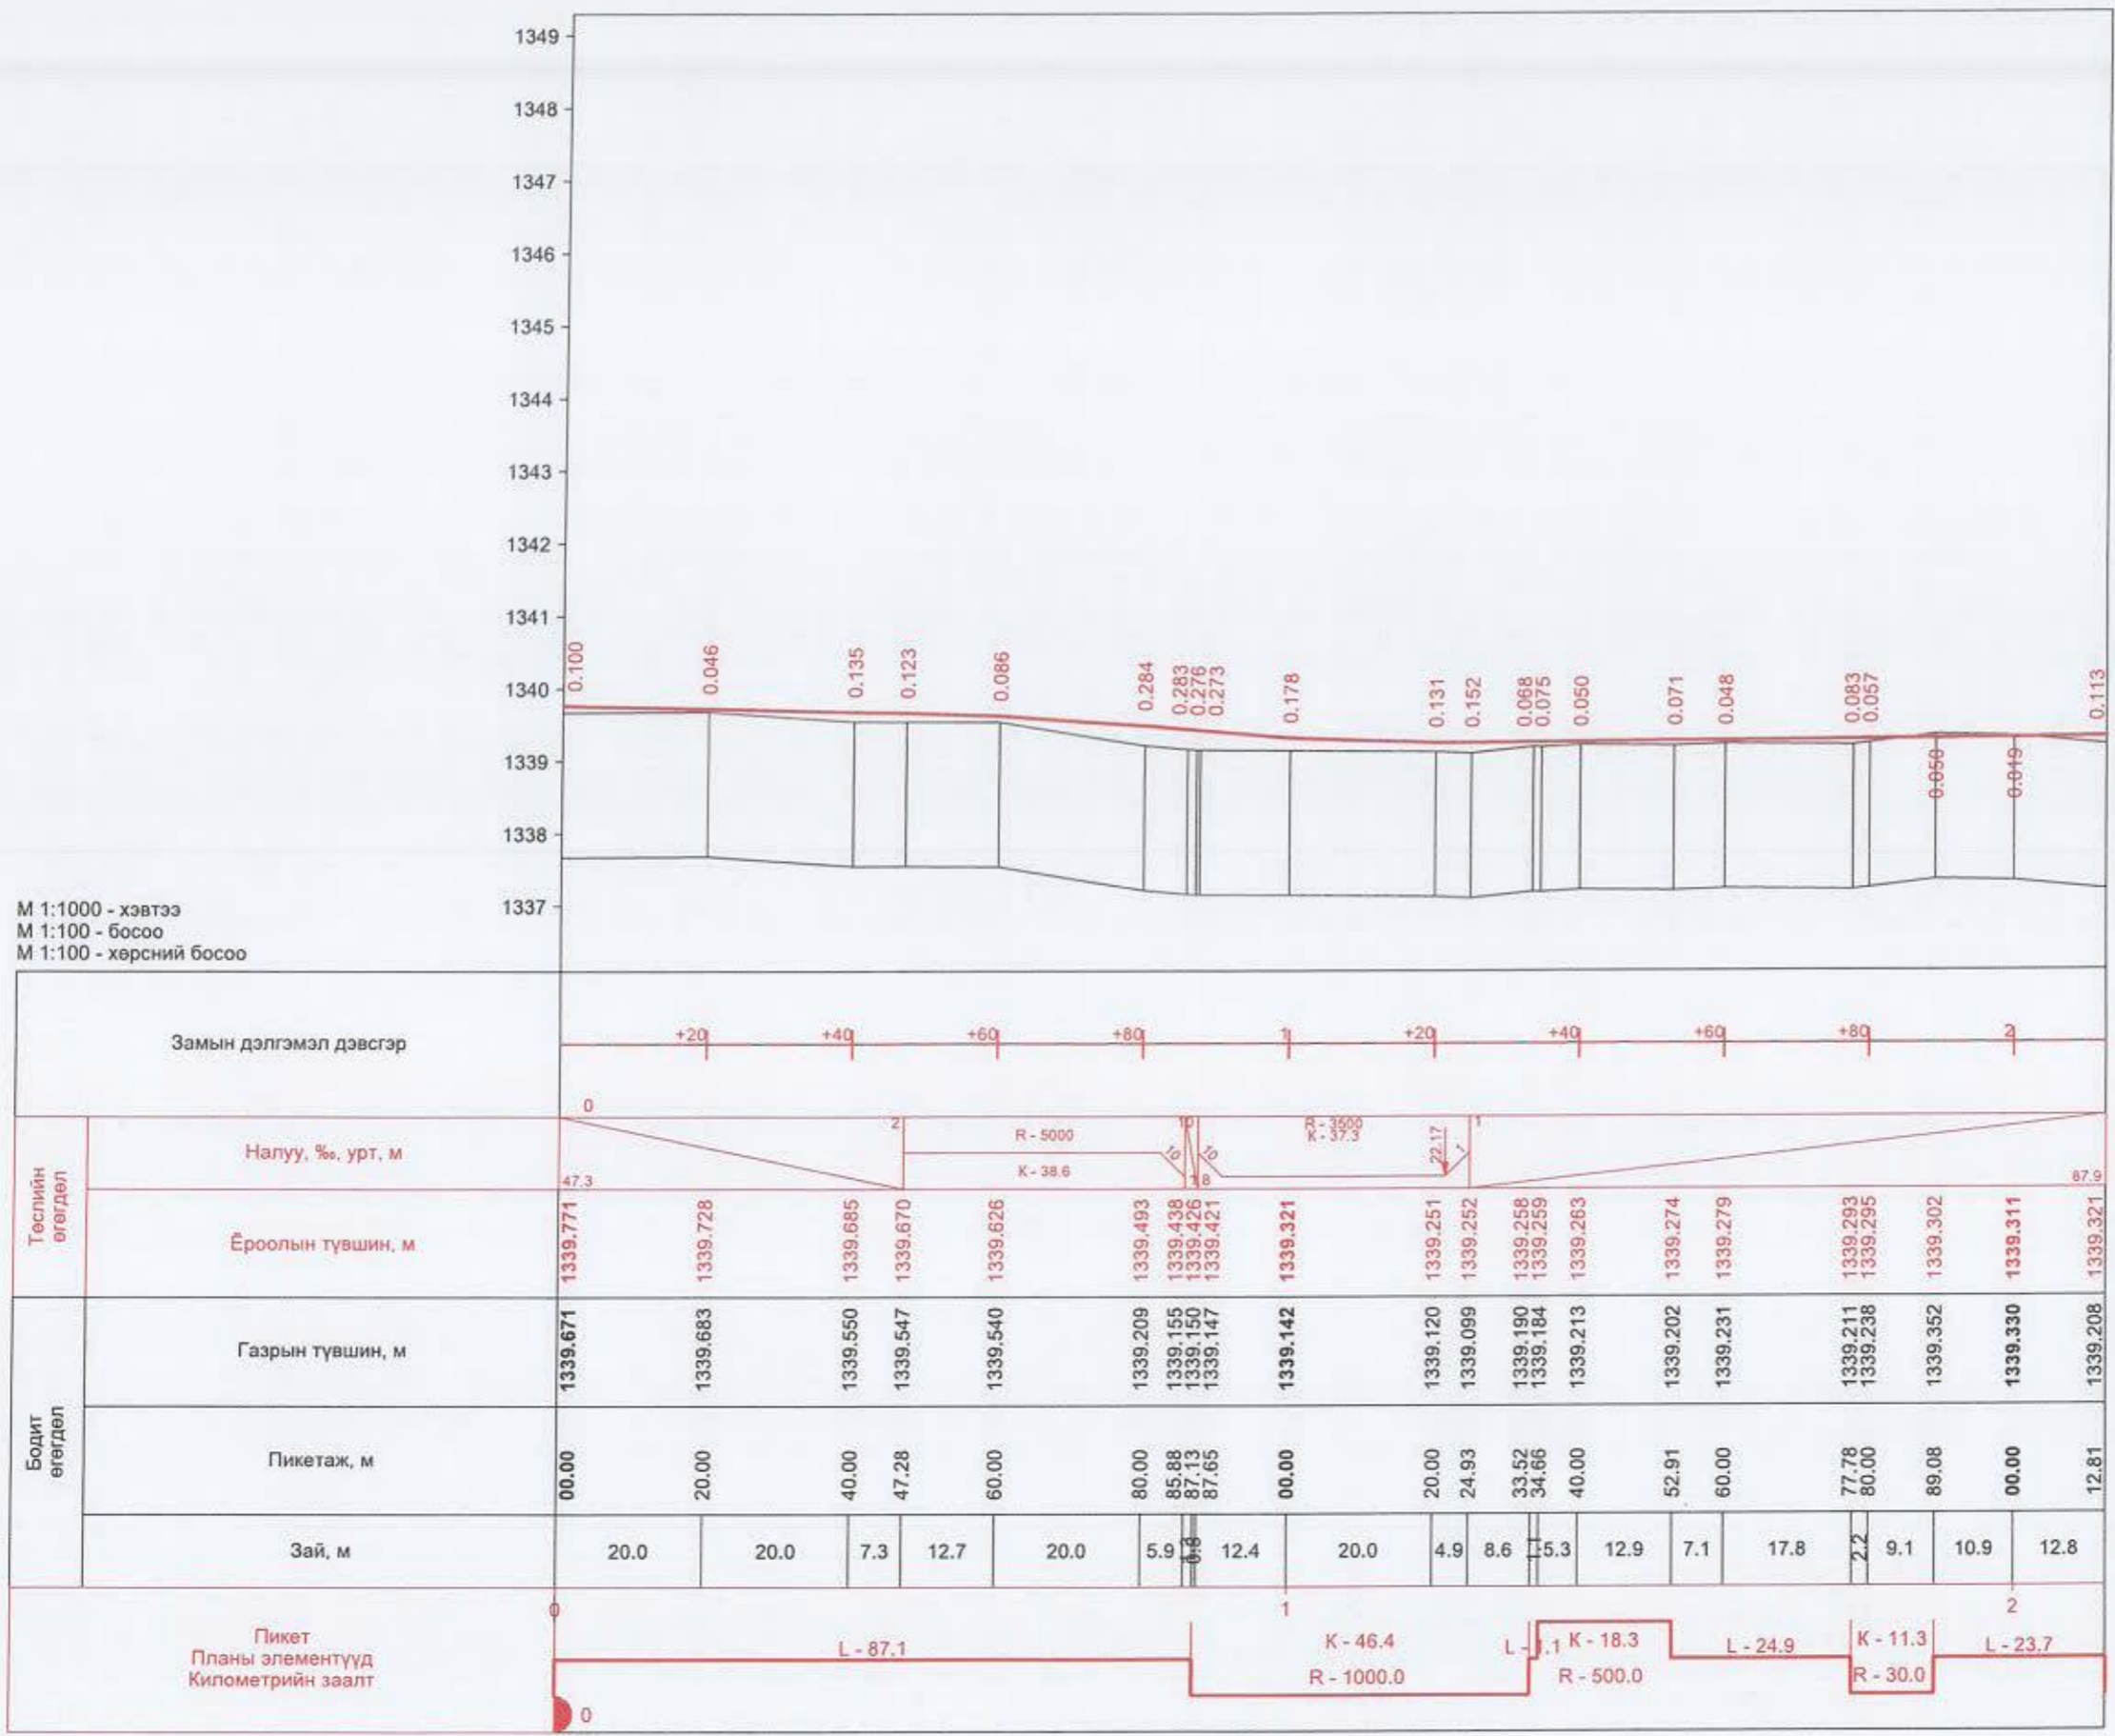 1349
1348
1347
1346
1345
1344
1343
1342
1341
1340
1339
1338
1337
0.100 0.046 0.135 0.123 0.086 0.284 0.283 0.276 0.273 0.178 0.131 0.152 0.068 0.075 0.050 0.071 0.048 0.083 0.057 0.113
0.050 0.019
М 1:1000 - хэвтээ
М 1:100 - босоо
М 1:100 - хөрсний босоо
Замын дэлгэмэл дэвсгэр
+20 +40 +60 +80 1 +20 +40 +60 +80 2
Төслийн өгөгдөл
Налуу, ‰, урт, м
0 2 10 1
R - 5000 R - 3500
K - 37.3
10 10 22.17 1
K - 38.6
47.3 1.8 87.9
Ёроолын түвшин, м
1339.771 1339.728 1339.685 1339.670 1339.626 1339.493 1339.438 1339.426 1339.421 1339.321 1339.251 1339.252 1339.258 1339.259 1339.263 1339.274 1339.279 1339.293 1339.295 1339.302 1339.311 1339.321
Бодит өгөгдөл
Газрын түвшин, м
1339.671 1339.683 1339.550 1339.547 1339.540 1339.209 1339.155 1339.150 1339.147 1339.142 1339.120 1339.099 1339.190 1339.184 1339.213 1339.202 1339.231 1339.211 1339.238 1339.352 1339.330 1339.208
Пикетаж, м
00.00 20.00 40.00 47.28 60.00 80.00 85.88 87.13 87.65 00.00 20.00 24.93 33.52 34.66 40.00 52.91 60.00 77.78 80.00 89.08 00.00 12.81
Зай, м
20.0 20.0 7.3 12.7 20.0 5.9 12.4 20.0 4.9 8.6 1.1 5.3 12.9 7.1 17.8 2.2 9.1 10.9 12.8
Пикет
Планы элементүүд
Километрийн заалт
0 1 2
L - 87.1 K - 46.4 L - 1.1 K - 18.3 L - 24.9 K - 11.3 L - 23.7
R - 1000.0 R - 500.0 R - 30.0
0